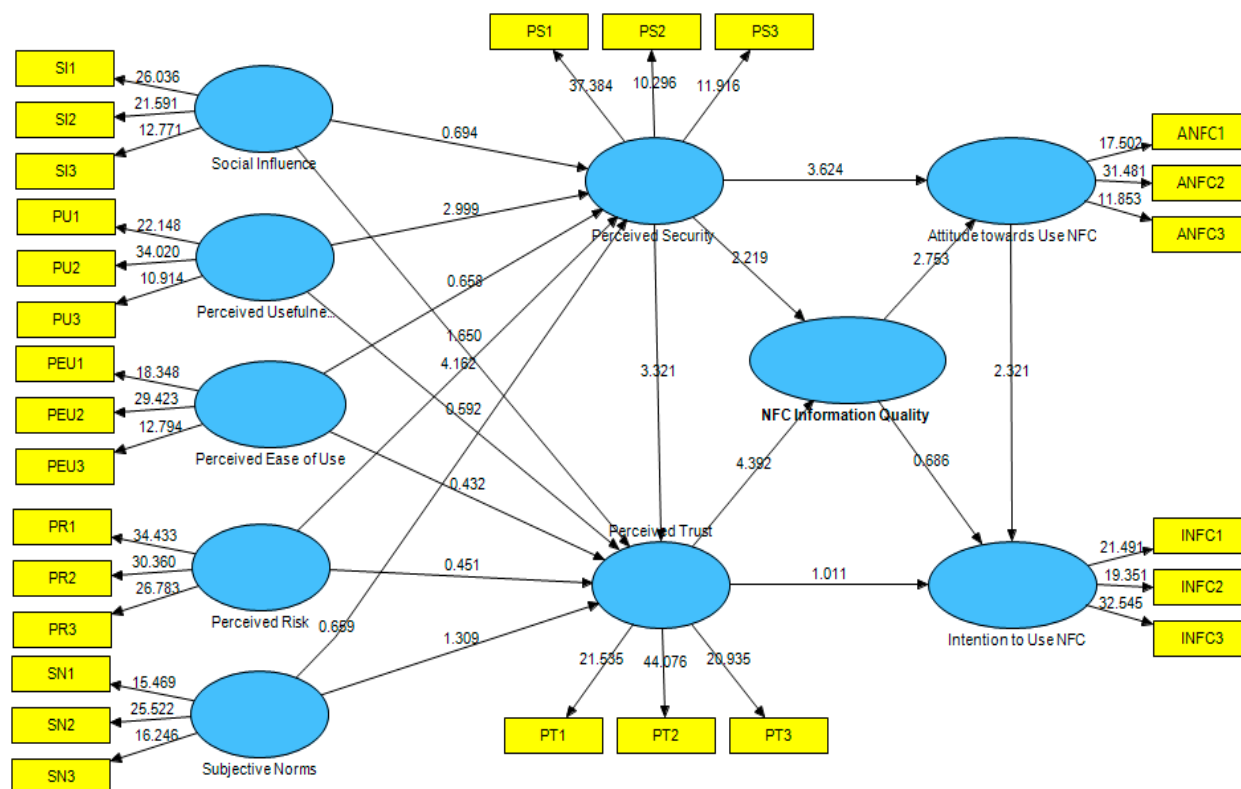 PS1
PS2
PS3
37.384
10.296
11.916
SI1
SI2
SI3
26.036
21.591
12.771
Social Influence
0.694
PU1
PU2
PU3
22.148
34.020
10.914
Perceived Usefulne...
2.999
PEU1
PEU2
PEU3
18.348
29.423
12.794
Perceived Ease of Use
0.658
1.650
4.162
0.592
0.432
PR1
PR2
PR3
34.433
30.360
26.783
Perceived Risk
0.451
SN1
SN2
SN3
15.469
25.522
16.246
Subjective Norms
0.659
1.309
Perceived Security
3.624
2.219
3.321
Perceived Trust
4.392
1.011
21.535
44.076
20.935
PT1
PT2
PT3
NFC Information Quality
2.753
0.686
Attitude towards Use NFC
17.502
31.481
11.853
ANFC1
ANFC2
ANFC3
2.321
Intention to Use NFC
21.491
19.351
32.545
INFC1
INFC2
INFC3